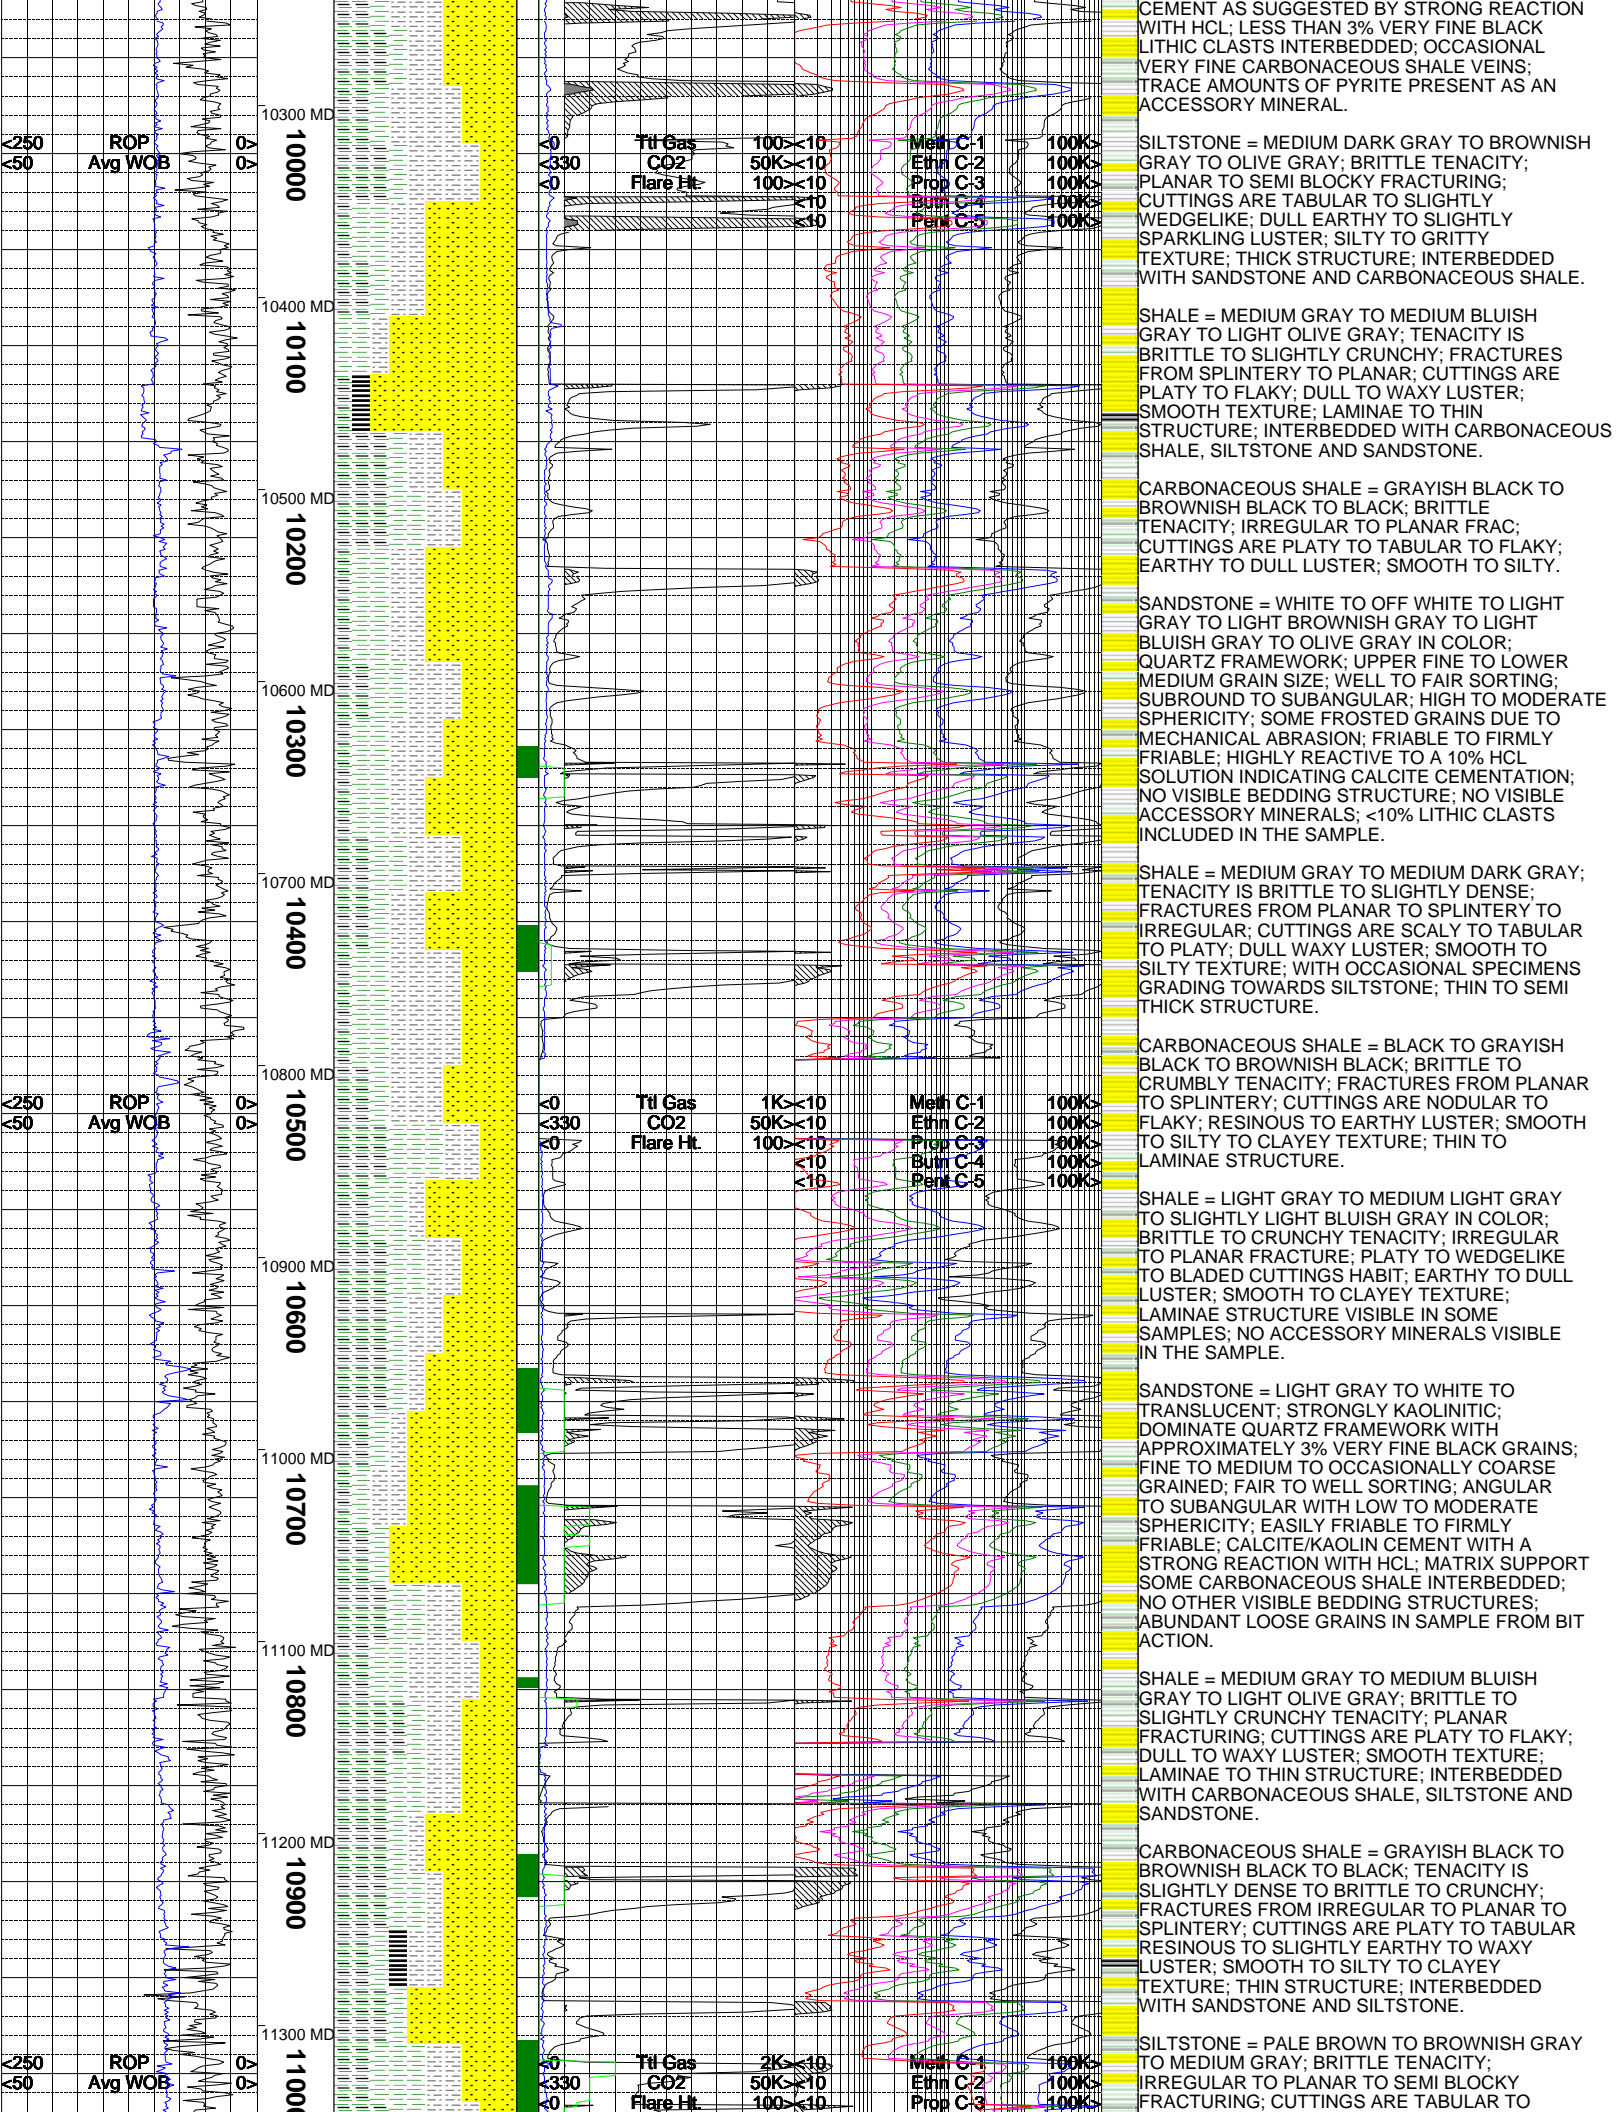 CEMENT AS SUGGESTED BY STRONG REACTION
WITH HCL; LESS THAN 3% VERY FINE BLACK
LITHIC CLASTS INTERBEDDED; OCCASIONAL
VERY FINE CARBONACEOUS SHALE VEINS;
TRACE AMOUNTS OF PYRITE PRESENT AS AN
ACCESSORY MINERAL.
10300 MD
10000
<250 ROP 0>
<50 Avg WOB 0>
<0 Ttl Gas 100>
<330 CO2 50K>
<0 Flare Ht. 100>
<10 Meth C-1 100K>
<10 Ethn C-2 100K>
<10 Prop C-3 100K>
<10 Butn C-4 100K>
<10 Pent C-5 100K>
SILTSTONE = MEDIUM DARK GRAY TO BROWNISH
GRAY TO OLIVE GRAY; BRITTLE TENACITY;
PLANAR TO SEMI BLOCKY FRACTURING;
CUTTINGS ARE TABULAR TO SLIGHTLY
WEDGELIKE; DULL EARTHY TO SLIGHTLY
SPARKLING LUSTER; SILTY TO GRITTY
TEXTURE; THICK STRUCTURE; INTERBEDDED
WITH SANDSTONE AND CARBONACEOUS SHALE.
10400 MD
10100
SHALE = MEDIUM GRAY TO MEDIUM BLUISH
GRAY TO LIGHT OLIVE GRAY; TENACITY IS
BRITTLE TO SLIGHTLY CRUNCHY; FRACTURES
FROM SPLINTERY TO PLANAR; CUTTINGS ARE
PLATY TO FLAKY; DULL TO WAXY LUSTER;
SMOOTH TEXTURE; LAMINAE TO THIN
STRUCTURE; INTERBEDDED WITH CARBONACEOUS
SHALE, SILTSTONE AND SANDSTONE.
10500 MD
10200
CARBONACEOUS SHALE = GRAYISH BLACK TO
BROWNISH BLACK TO BLACK; BRITTLE
TENACITY; IRREGULAR TO PLANAR FRAC;
CUTTINGS ARE PLATY TO TABULAR TO FLAKY;
EARTHY TO DULL LUSTER; SMOOTH TO SILTY.
10600 MD
10300
SANDSTONE = WHITE TO OFF WHITE TO LIGHT
GRAY TO LIGHT BROWNISH GRAY TO LIGHT
BLUISH GRAY TO OLIVE GRAY IN COLOR;
QUARTZ FRAMEWORK; UPPER FINE TO LOWER
MEDIUM GRAIN SIZE; WELL TO FAIR SORTING;
SUBROUND TO SUBANGULAR; HIGH TO MODERATE
SPHERICITY; SOME FROSTED GRAINS DUE TO
MECHANICAL ABRASION; FRIABLE TO FIRMLY
FRIABLE; HIGHLY REACTIVE TO A 10% HCL
SOLUTION INDICATING CALCITE CEMENTATION;
NO VISIBLE BEDDING STRUCTURE; NO VISIBLE
ACCESSORY MINERALS; <10% LITHIC CLASTS
INCLUDED IN THE SAMPLE.
10700 MD
10400
SHALE = MEDIUM GRAY TO MEDIUM DARK GRAY;
TENACITY IS BRITTLE TO SLIGHTLY DENSE;
FRACTURES FROM PLANAR TO SPLINTERY TO
IRREGULAR; CUTTINGS ARE SCALY TO TABULAR
TO PLATY; DULL WAXY LUSTER; SMOOTH TO
SILTY TEXTURE; WITH OCCASIONAL SPECIMENS
GRADING TOWARDS SILTSTONE; THIN TO SEMI
THICK STRUCTURE.
10800 MD
10500
<250 ROP 0>
<50 Avg WOB 0>
<0 Ttl Gas 1K>
<330 CO2 50K>
<0 Flare Ht. 100>
<10 Meth C-1 100K>
<10 Ethn C-2 100K>
<10 Prop C-3 100K>
<10 Butn C-4 100K>
<10 Pent C-5 100K>
CARBONACEOUS SHALE = BLACK TO GRAYISH
BLACK TO BROWNISH BLACK; BRITTLE TO
CRUMBLY TENACITY; FRACTURES FROM PLANAR
TO SPLINTERY; CUTTINGS ARE NODULAR TO
FLAKY; RESINOUS TO EARTHY LUSTER; SMOOTH
TO SILTY TO CLAYEY TEXTURE; THIN TO
LAMINAE STRUCTURE.
10900 MD
10600
SHALE = LIGHT GRAY TO MEDIUM LIGHT GRAY
TO SLIGHTLY LIGHT BLUISH GRAY IN COLOR;
BRITTLE TO CRUNCHY TENACITY; IRREGULAR
TO PLANAR FRACTURE; PLATY TO WEDGELIKE
TO BLADED CUTTINGS HABIT; EARTHY TO DULL
LUSTER; SMOOTH TO CLAYEY TEXTURE;
LAMINAE STRUCTURE VISIBLE IN SOME
SAMPLES; NO ACCESSORY MINERALS VISIBLE
IN THE SAMPLE.
11000 MD
10700
SANDSTONE = LIGHT GRAY TO WHITE TO
TRANSLUCENT; STRONGLY KAOLINITIC;
DOMINATE QUARTZ FRAMEWORK WITH
APPROXIMATELY 3% VERY FINE BLACK GRAINS;
FINE TO MEDIUM TO OCCASIONALLY COARSE
GRAINED; FAIR TO WELL SORTING; ANGULAR
TO SUBANGULAR WITH LOW TO MODERATE
SPHERICITY; EASILY FRIABLE TO FIRMLY
FRIABLE; CALCITE/KAOLIN CEMENT WITH A
STRONG REACTION WITH HCL; MATRIX SUPPORT
SOME CARBONACEOUS SHALE INTERBEDDED;
NO OTHER VISIBLE BEDDING STRUCTURES;
ABUNDANT LOOSE GRAINS IN SAMPLE FROM BIT
ACTION.
11100 MD
10800
SHALE = MEDIUM GRAY TO MEDIUM BLUISH
GRAY TO LIGHT OLIVE GRAY; BRITTLE TO
SLIGHTLY CRUNCHY TENACITY; PLANAR
FRACTURING; CUTTINGS ARE PLATY TO FLAKY;
DULL TO WAXY LUSTER; SMOOTH TEXTURE;
LAMINAE TO THIN STRUCTURE; INTERBEDDED
WITH CARBONACEOUS SHALE, SILTSTONE AND
SANDSTONE.
11200 MD
10900
CARBONACEOUS SHALE = GRAYISH BLACK TO
BROWNISH BLACK TO BLACK; TENACITY IS
SLIGHTLY DENSE TO BRITTLE TO CRUNCHY;
FRACTURES FROM IRREGULAR TO PLANAR TO
SPLINTERY; CUTTINGS ARE PLATY TO TABULAR
RESINOUS TO SLIGHTLY EARTHY TO WAXY
LUSTER; SMOOTH TO SILTY TO CLAYEY
TEXTURE; THIN STRUCTURE; INTERBEDDED
WITH SANDSTONE AND SILTSTONE.
11300 MD
11000
<250 ROP 0>
<50 Avg WOB 0>
<0 Ttl Gas 2K>
<330 CO2 50K>
<0 Flare Ht. 100>
<10 Meth C-1 100K>
<10 Ethn C-2 100K>
<10 Prop C-3 100K>
SILTSTONE = PALE BROWN TO BROWNISH GRAY
TO MEDIUM GRAY; BRITTLE TENACITY;
IRREGULAR TO PLANAR TO SEMI BLOCKY
FRACTURING; CUTTINGS ARE TABULAR TO